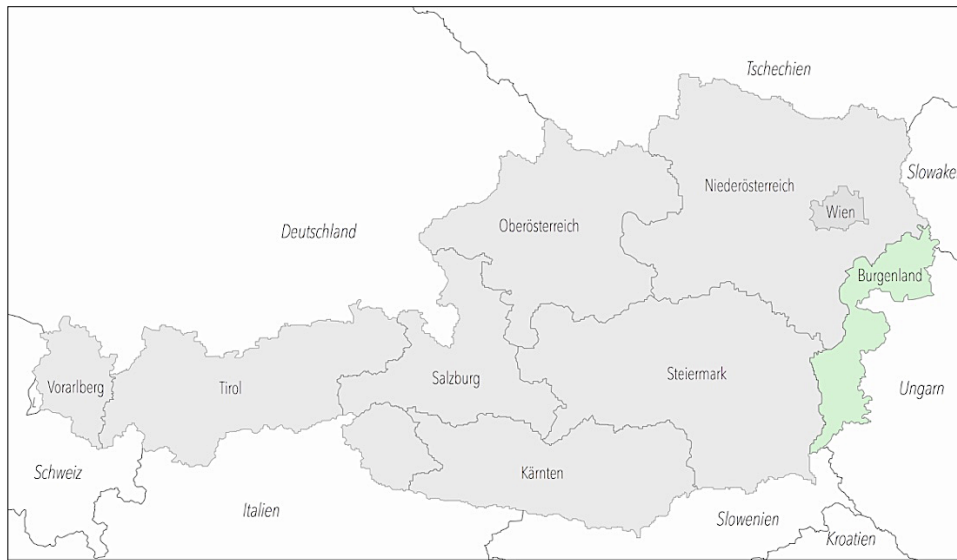 Tschechien
Slowake
Niederösterreich
Wien
Oberösterreich
Deutschland
Burgenland
Vorarlberg
Tirol
Salzburg
Steiermark
Ungarn
Schweiz
Kärnten
Italien
Slowenien
Kroatien